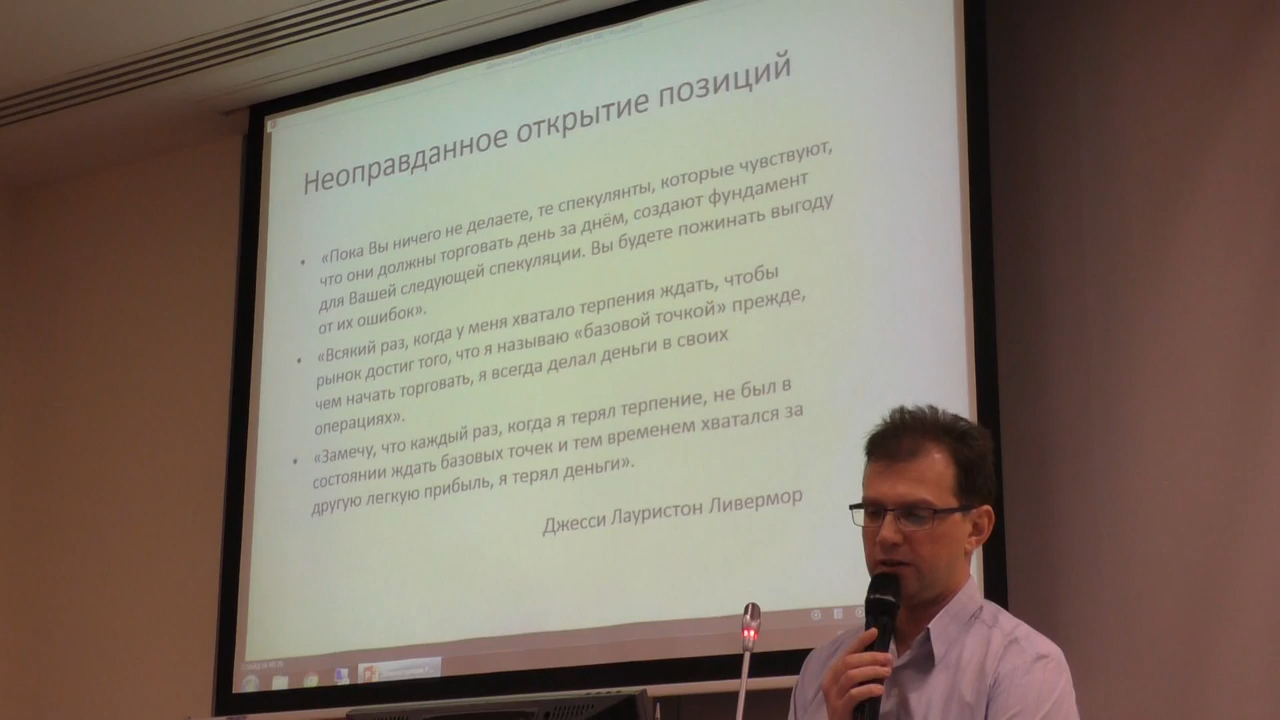 Неоправданное открытие позиций
• «Пока Вы ничего не делаете, те спекулянты, которые чувствуют,
что они должны торговать день за днём, создают фундамент
для Вашей следующей спекуляции. Вы будете пожинать выгоду
от их ошибок».
• «Всякий раз, когда у меня хватало терпения ждать, чтобы
рынок достиг того, что я называю «базовой точкой» прежде,
чем начать торговать, я всегда делал деньги в своих
операциях».
• «Замечу, что каждый раз, когда я терял терпение, не был в
состоянии ждать базовых точек и тем временем хватался за
другую легкую прибыль, я терял деньги».
Джесси Лауристон Ливермор